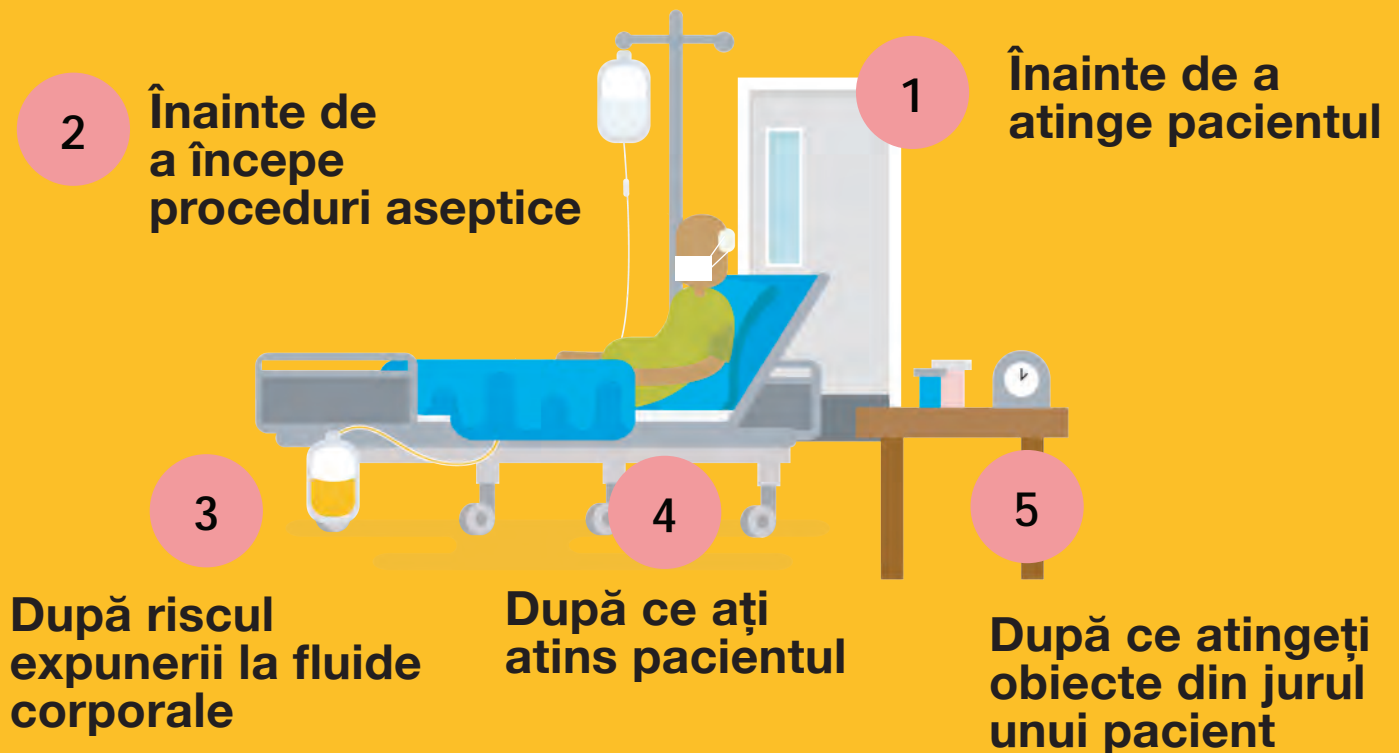 1
Înainte de a
atinge pacientul
2
Înainte de
a începe
proceduri aseptice
3
După riscul
expunerii la fluide
corporale
4
După ce ați
atins pacientul
5
După ce atingeți
obiecte din jurul
unui pacient